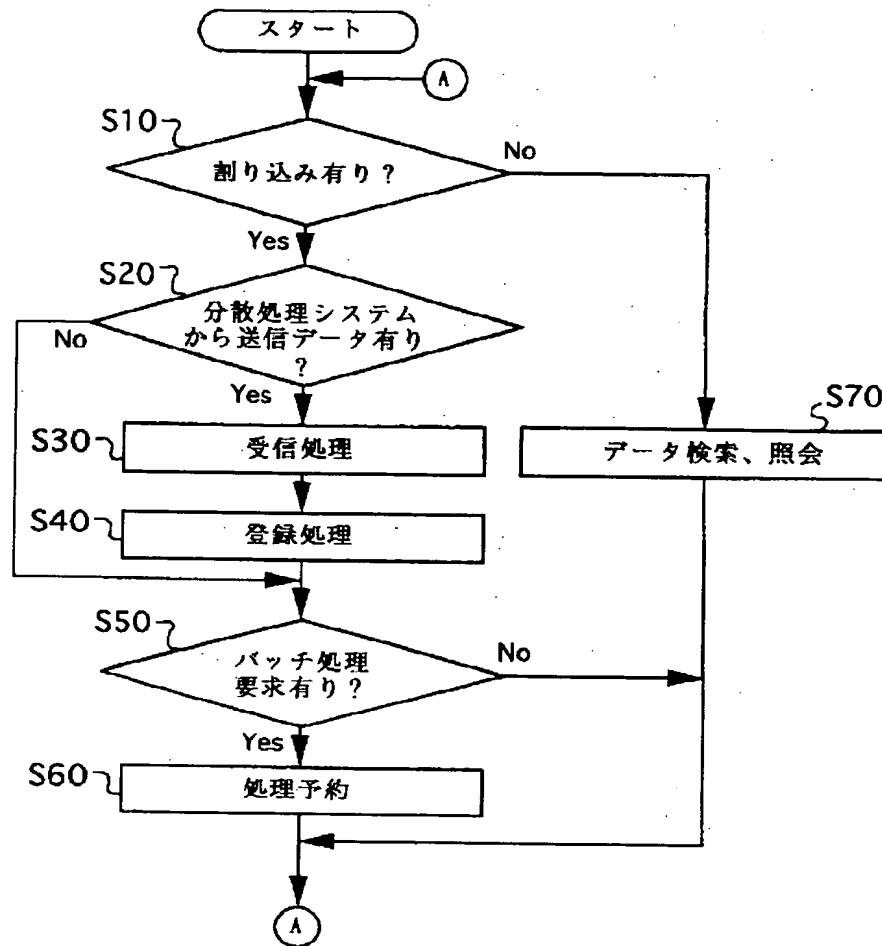 スタート
A
S10
割り込み有り?
No
Yes
S20
分散処理システム
から送信データ有り
?
No
Yes
S30
受信処理
S70
データ検索、照会
S40
登録処理
S50
バッチ処理
要求有り?
No
Yes
S60
処理予約
A